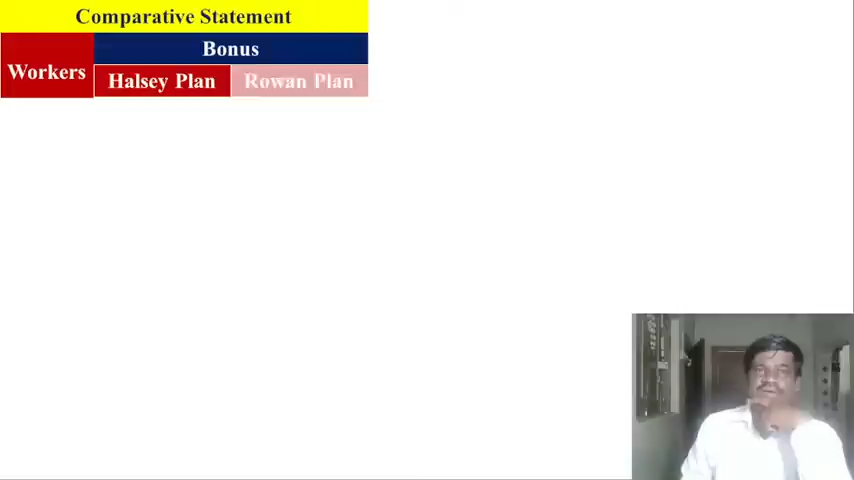 Comparative Statement
Workers
Bonus
Halsey Plan
Rowan Plan